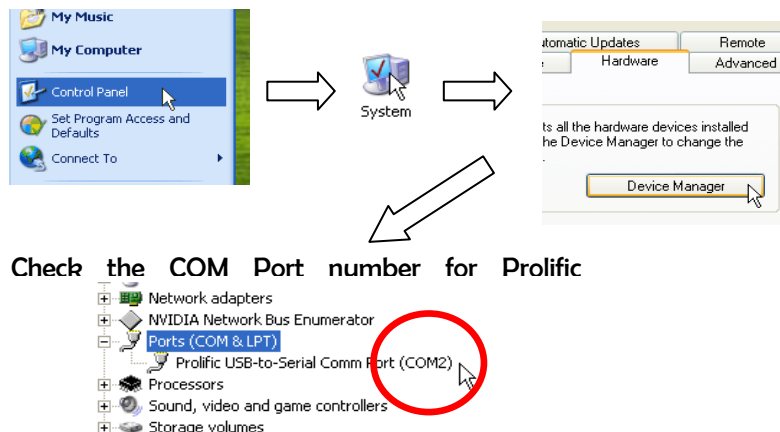 My Music
My Computer
Control Panel
Set Program Access and
Defaults
Connect To
System
utomatic Updates
Remote
Hardware
Advanced
ts all the hardware devices installed
he Device Manager to change the
Device Manager
Check the COM Port number for Prolific
Network adapters
NVIDIA Network Bus Enumerator
Ports (COM & LPT)
Prolific USB-to-Serial Comm Port (COM2)
Processors
Sound, video and game controllers
Storage volumes